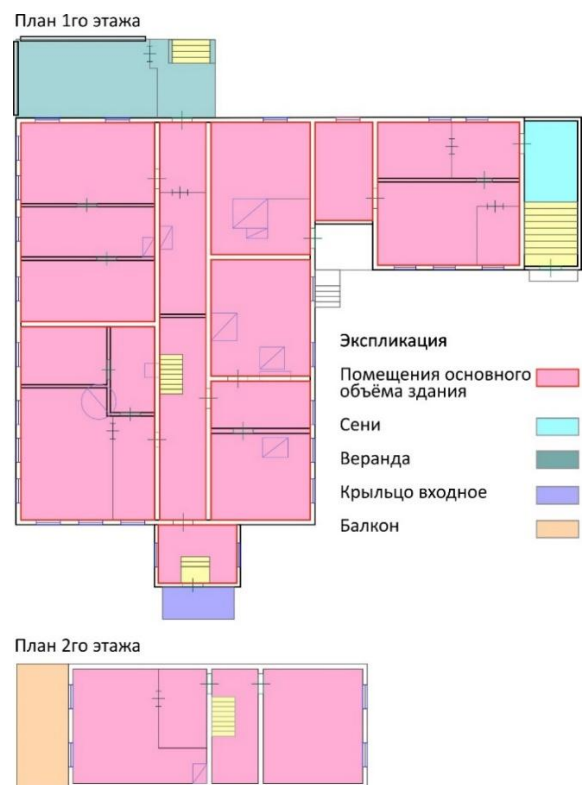 План 1го этажа
Экспликация
Помещения основного
объёма здания
Сени
Веранда
Крыльцо входное
Балкон
План 2го этажа